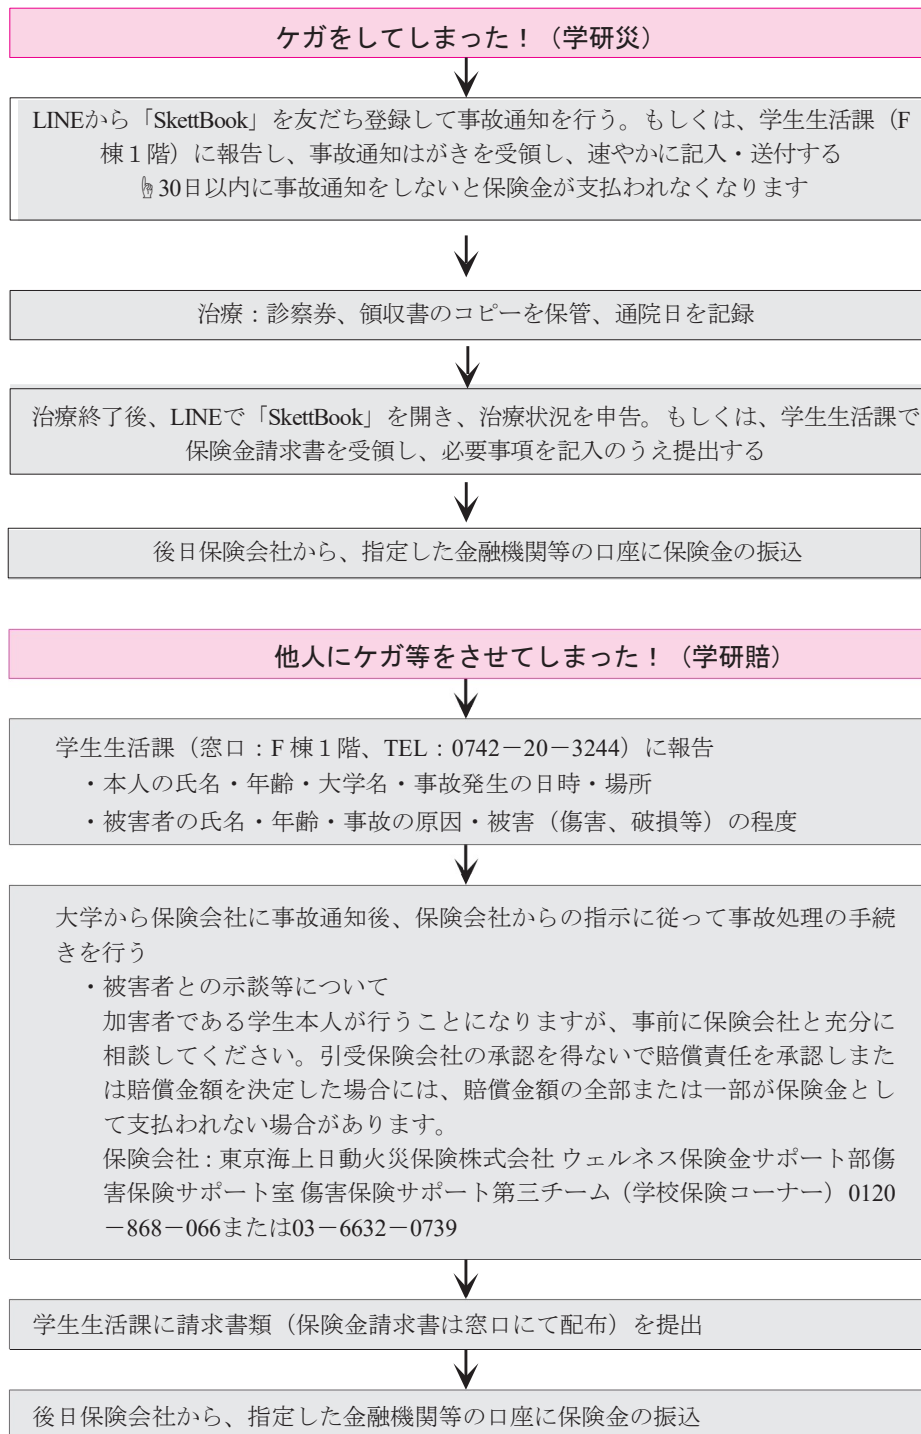 ケガをしてしまった！（学研災）
LINEから「SkettBook」を友だち登録して事故通知を行う。もしくは、学生生活課（F
棟１階）に報告し、事故通知はがきを受領し、速やかに記入・送付する
☝30日以内に事故通知をしないと保険金が支払われなくなります
治療：診察券、領収書のコピーを保管、通院日を記録
治療終了後、LINEで「SkettBook」を開き、治療状況を申告。もしくは、学生生活課で
保険金請求書を受領し、必要事項を記入のうえ提出する
後日保険会社から、指定した金融機関等の口座に保険金の振込
他人にケガ等をさせてしまった！（学研賠）
学生生活課（窓口：F 棟１階、TEL：0742－20－3244）に報告
・本人の氏名・年齢・大学名・事故発生の日時・場所
・被害者の氏名・年齢・事故の原因・被害（傷害、破損等）の程度
大学から保険会社に事故通知後、保険会社からの指示に従って事故処理の手続
きを行う
・被害者との示談等について
加害者である学生本人が行うことになりますが、事前に保険会社と充分に
相談してください。引受保険会社の承認を得ないで賠償責任を承認しまた
は賠償金額を決定した場合には、賠償金額の全部または一部が保険金とし
て支払われない場合があります。
保険会社：東京海上日動火災保険株式会社 ウェルネス保険金サポート部傷
害保険サポート室 傷害保険サポート第三チーム（学校保険コーナー）0120
－868－066または03－6632－0739
学生生活課に請求書類（保険金請求書は窓口にて配布）を提出
後日保険会社から、指定した金融機関等の口座に保険金の振込